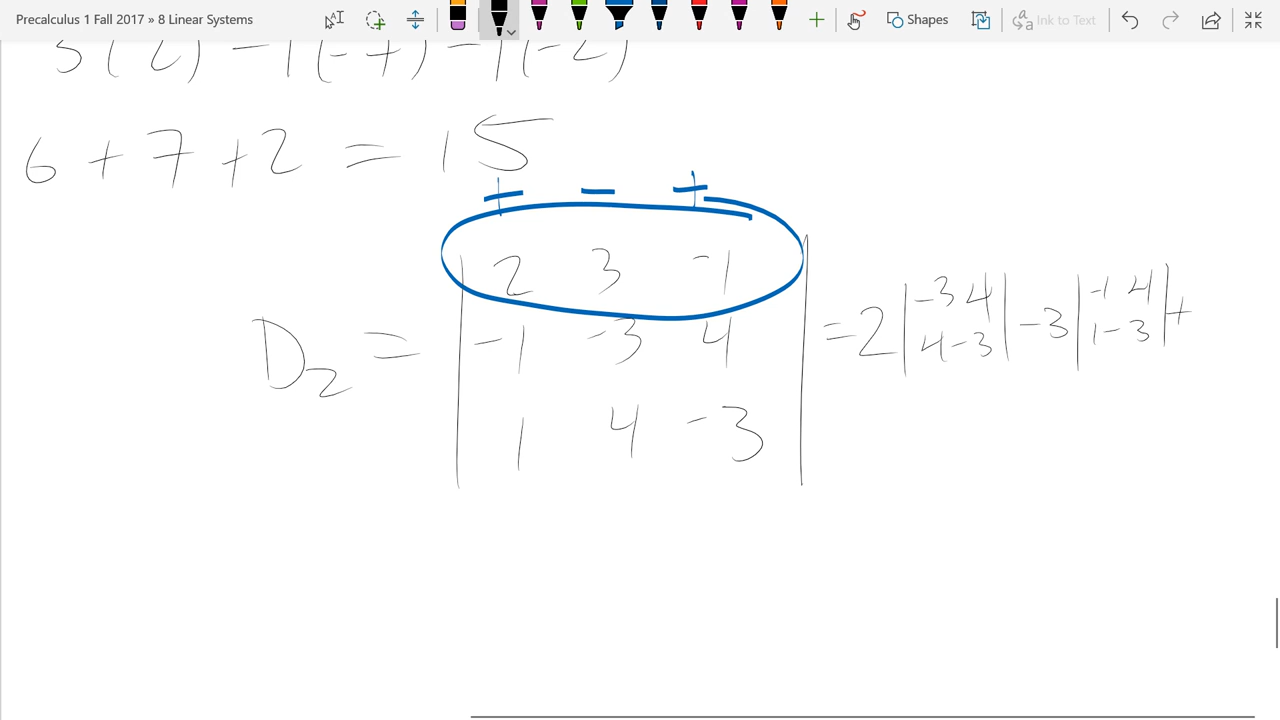 Precalculus 1 Fall 2017 » 8 Linear Systems
Shapes
Ink to Text
6 + 7 + 2 = 15
+ − +
2 3 -1
D2 = -1 -3 4 = 2 |-3 4| - 3 |-1 4| +
4 -3 1 -3
1 4 -3